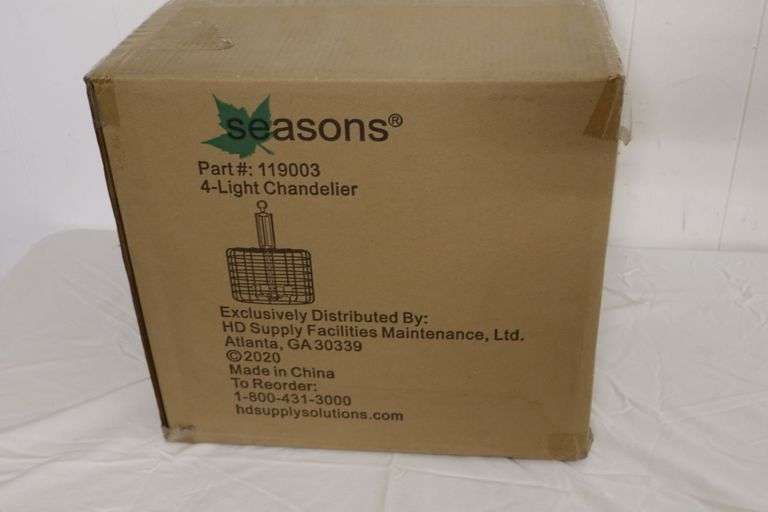 seasons®
Part #: 119003
4-Light Chandelier
Exclusively Distributed By:
HD Supply Facilities Maintenance, Ltd.
Atlanta, GA 30339
©2020
Made in China
To Reorder:
1-800-431-3000
hdsupplysolutions.com